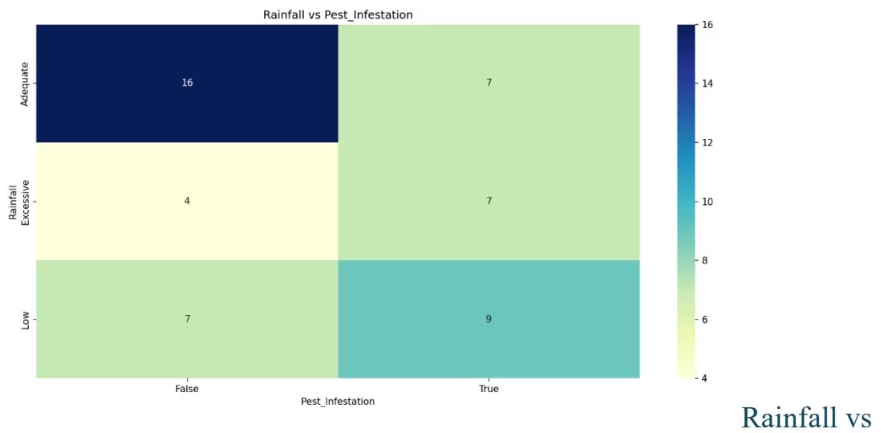 Rainfall vs Pest_Infestation
Adequate
16
7
Excessive
4
7
Low
7
9
Rainfall
False
True
Pest_Infestation
16
14
12
10
8
6
4
Rainfall vs